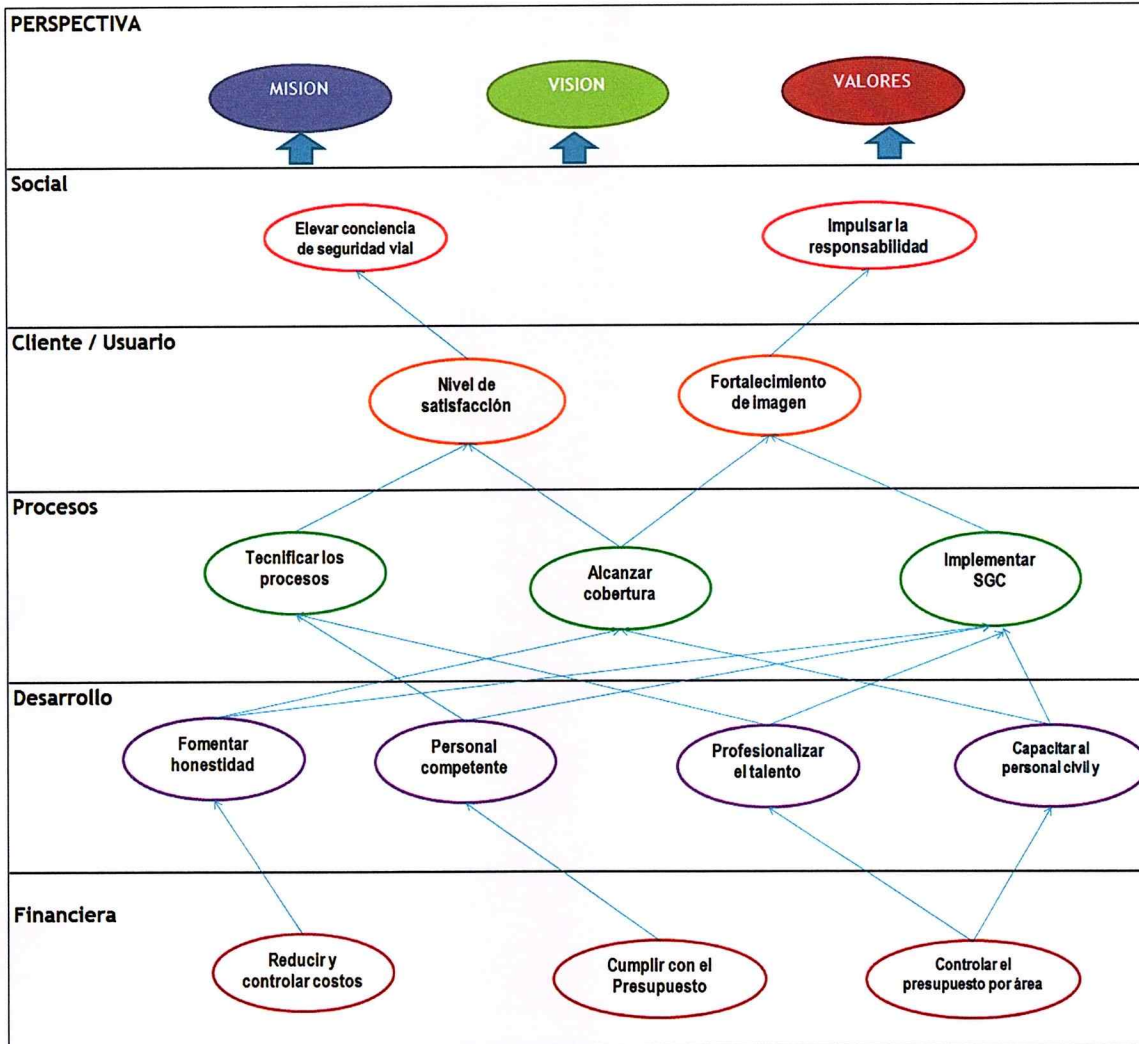 PERSPECTIVA
MISION
VISION
VALORES
Social
Elevar conciencia
de seguridad vial
Impulsar la
responsabilidad
Cliente / Usuario
Nivel de
satisfacción
Fortalecimiento
de imagen
Procesos
Tecnificar los
procesos
Alcanzar
cobertura
Implementar
SGC
Desarrollo
Fomentar
honestidad
Personal
competente
Profesionalizar
el talento
Capacitar al
personal civil y
Financiera
Reducir y
controlar costos
Cumplir con el
Presupuesto
Controlar el
presupuesto por área